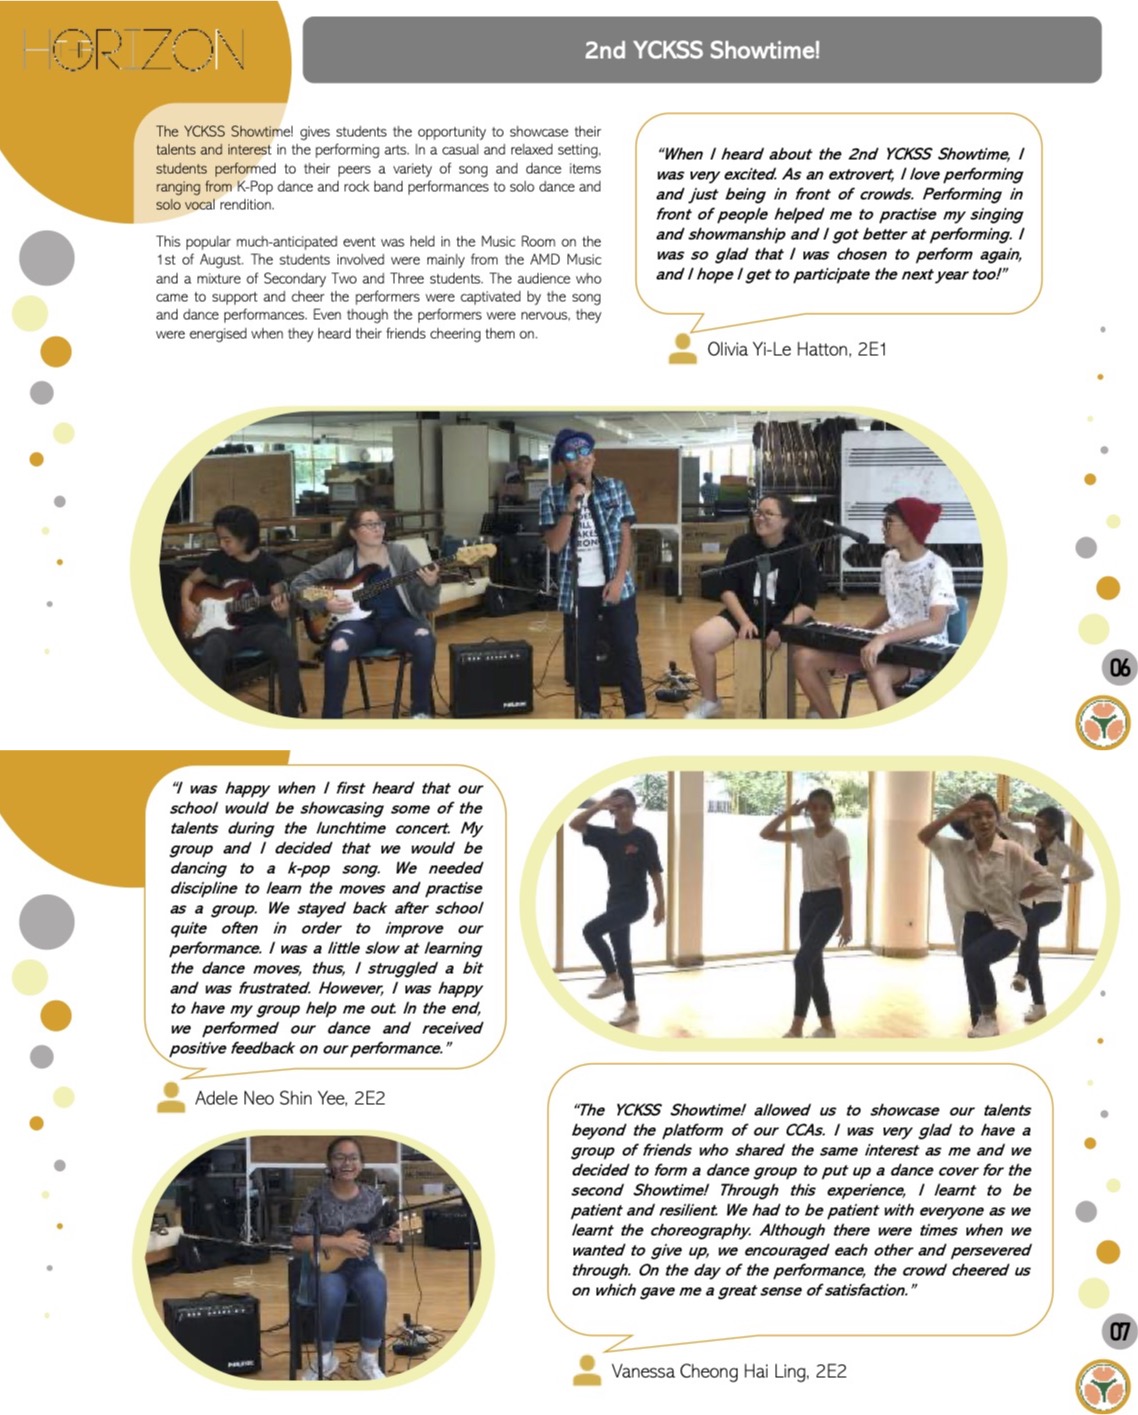 HORIZON
THE
2nd YCKSS Showtime!
The YCKSS Showtime! gives students the opportunity to showcase their
talents and interest in the performing arts. In a casual and relaxed setting,
students performed to their peers a variety of song and dance items
ranging from K-Pop dance and rock band performances to solo dance and
solo vocal rendition.
This popular much-anticipated event was held in the Music Room on the
1st of August. The students involved were mainly from the AMD Music
and a mixture of Secondary Two and Three students. The audience who
came to support and cheer the performers were captivated by the song
and dance performances. Even though the performers were nervous, they
were energised when they heard their friends cheering them on.
“When I heard about the 2nd YCKSS Showtime, I
was very excited. As an extrovert, I love performing
and just being in front of crowds. Performing in
front of people helped me to practise my singing
and showmanship and I got better at performing. I
was so glad that I was chosen to perform again,
and I hope I get to participate the next year too!”
Olivia Yi-Le Hatton, 2E1
06
“I was happy when I first heard that our
school would be showcasing some of the
talents during the lunchtime concert. My
group and I decided that we would be
dancing to a k-pop song. We needed
discipline to learn the moves and practise
as a group. We stayed back after school
quite often in order to improve our
performance. I was a little slow at learning
the dance moves, thus, I struggled a bit
and was frustrated. However, I was happy
to have my group help me out. In the end,
we performed our dance and received
positive feedback on our performance.”
Adele Neo Shin Yee, 2E2
“The YCKSS Showtime! allowed us to showcase our talents
beyond the platform of our CCAs. I was very glad to have a
group of friends who shared the same interest as me and we
decided to form a dance group to put up a dance cover for the
second Showtime! Through this experience, I learnt to be
patient and resilient. We had to be patient with everyone as we
learnt the choreography. Although there were times when we
wanted to give up, we encouraged each other and persevered
through. On the day of the performance, the crowd cheered us
on which gave me a great sense of satisfaction.”
Vanessa Cheong Hai Ling, 2E2
07